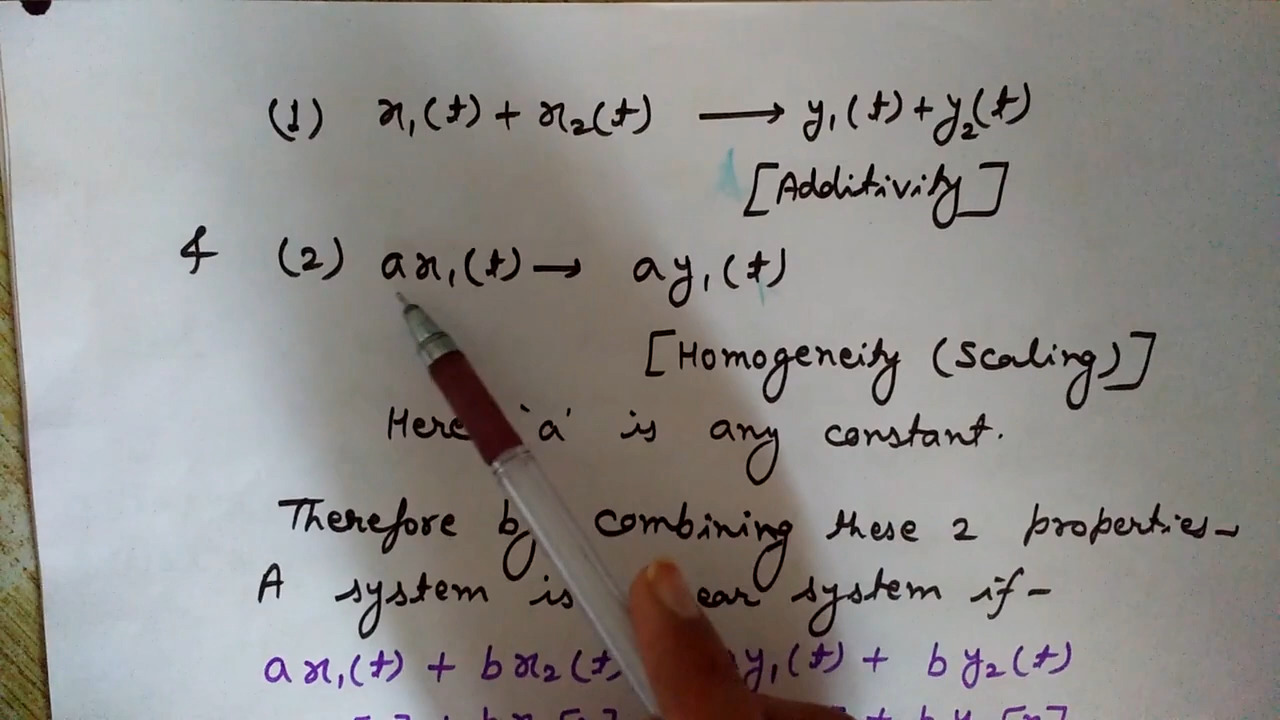 (1) x₁(t) + x₂(t) ⟶ y₁(t) + y₂(t)
[Additivity]
& (2) ax₁(t) → ay₁(t)
[Homogeneity (Scaling)]
Here 'a' is any constant.
Therefore combining these 2 properties-
A system is system if -
ax₁(t) + bx₂(t y₁(t) + by₂(t)